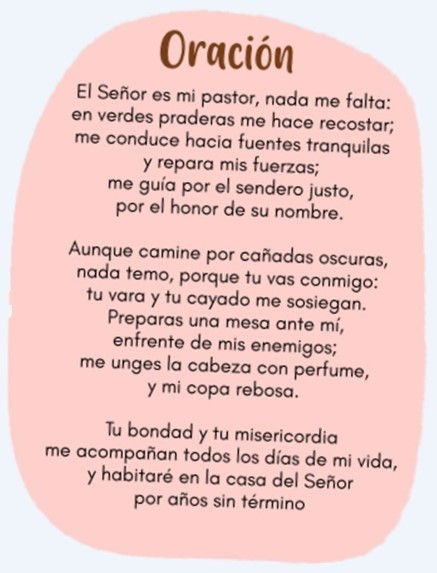 Oración
El Señor es mi pastor, nada me falta:
en verdes praderas me hace recostar;
me conduce hacia fuentes tranquilas
y repara mis fuerzas;
me guía por el sendero justo,
por el honor de su nombre.
Aunque camine por cañadas oscuras,
nada temo, porque tu vas conmigo:
tu vara y tu cayado me sosiegan.
Preparas una mesa ante mí,
enfrente de mis enemigos;
me unges la cabeza con perfume,
y mi copa rebosa.
Tu bondad y tu misericordia
me acompañan todos los días de mi vida,
y habitaré en la casa del Señor
por años sin término